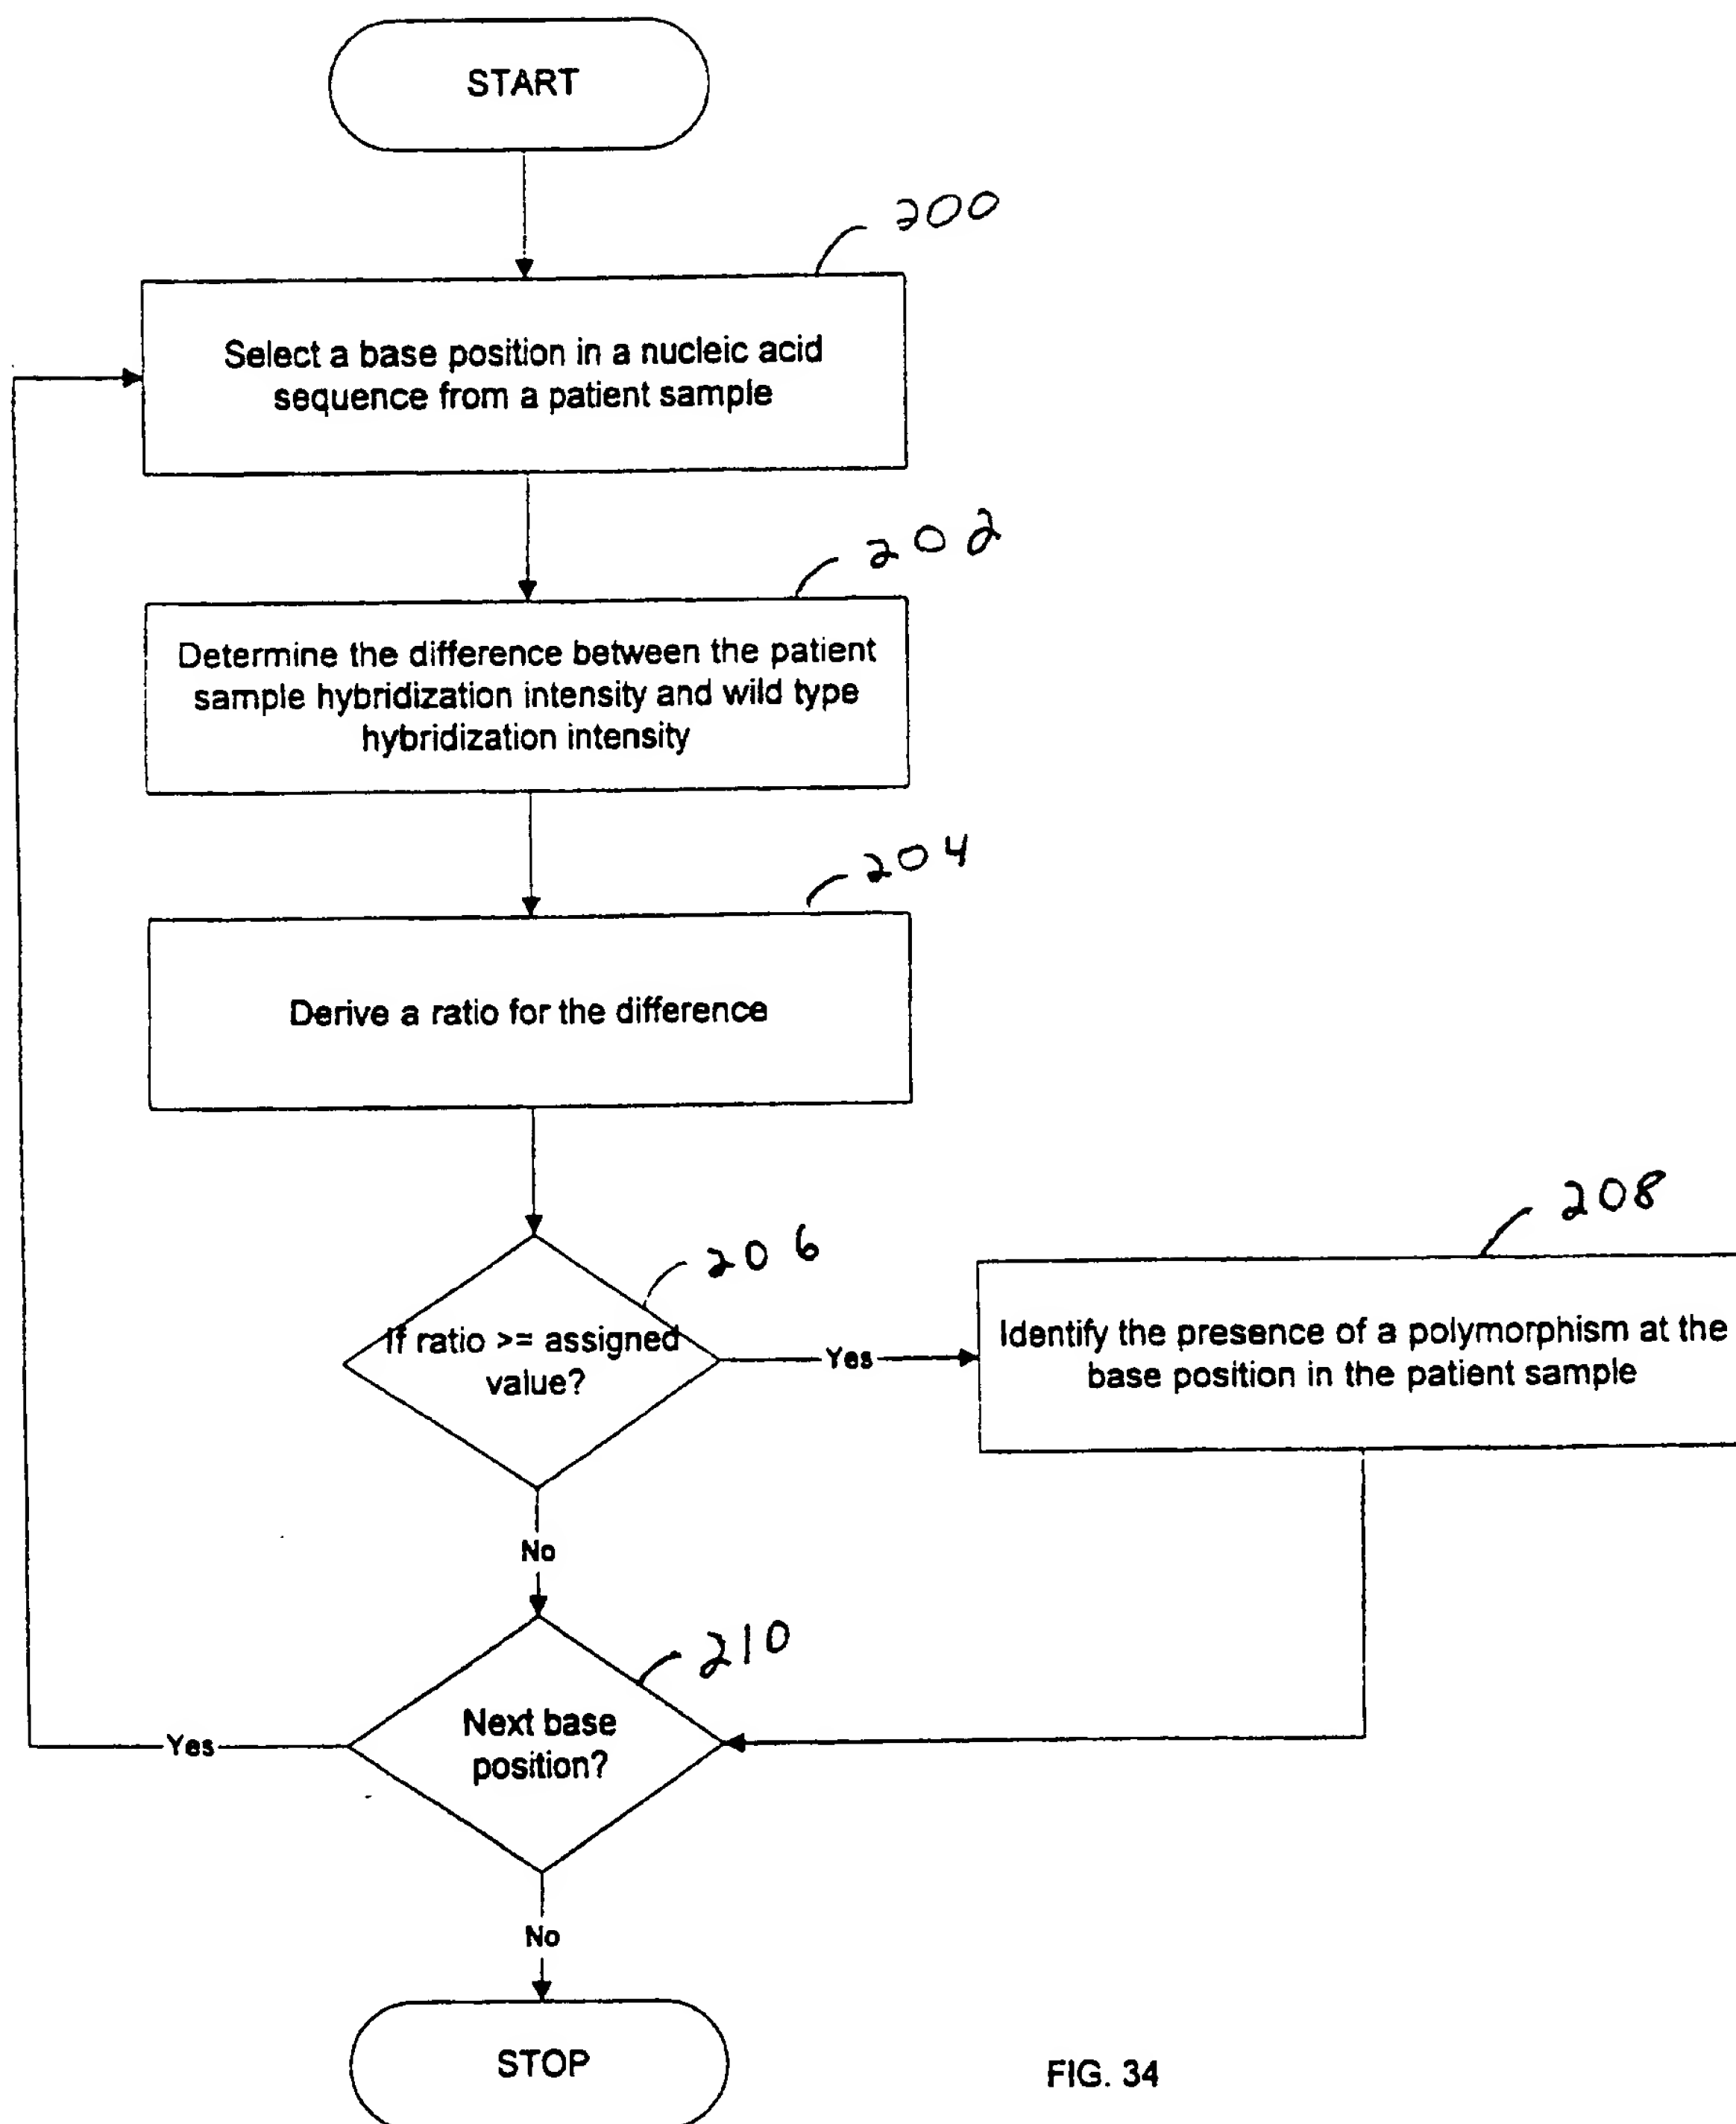 START
200
Select a base position in a nucleic acid
sequence from a patient sample
202
Determine the difference between the patient
sample hybridization intensity and wild type
hybridization intensity
204
Derive a ratio for the difference
206
If ratio >= assigned
value?
Yes
208
Identify the presence of a polymorphism at the
base position in the patient sample
No
210
Next base
position?
Yes
No
STOP
FIG. 34